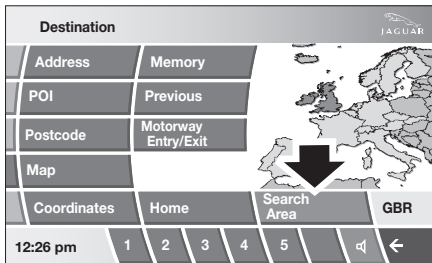 Destination
JAGUAR
Address
Memory
POI
Previous
Postcode
Motorway
Entry/Exit
Map
Coordinates
Home
Search
Area
GBR
12:26 pm
1
2
3
4
5